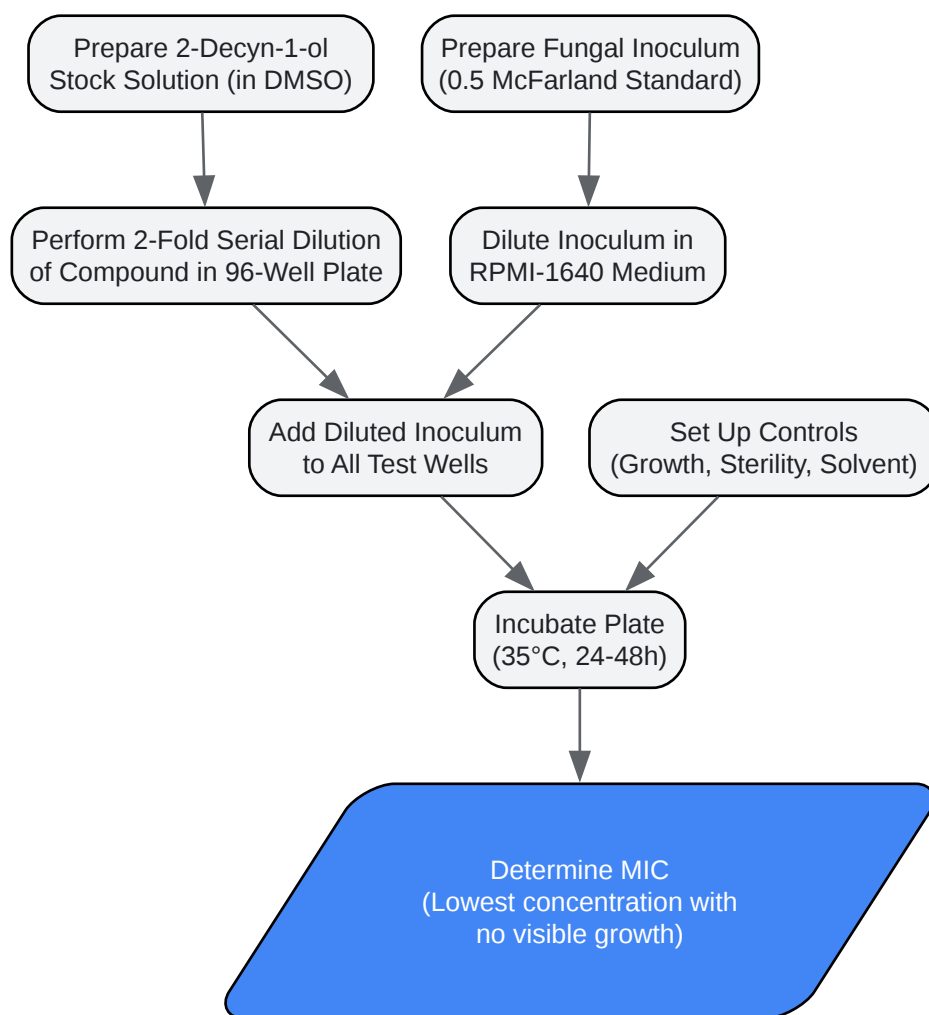 Prepare 2-Decyn-1-ol
Stock Solution (in DMSO)
Prepare Fungal Inoculum
(0.5 McFarland Standard)
Perform 2-Fold Serial Dilution
of Compound in 96-Well Plate
Dilute Inoculum in
RPMI-1640 Medium
Add Diluted Inoculum
to All Test Wells
Set Up Controls
(Growth, Sterility, Solvent)
Incubate Plate
(35°C, 24-48h)
Determine MIC
(Lowest concentration with
no visible growth)